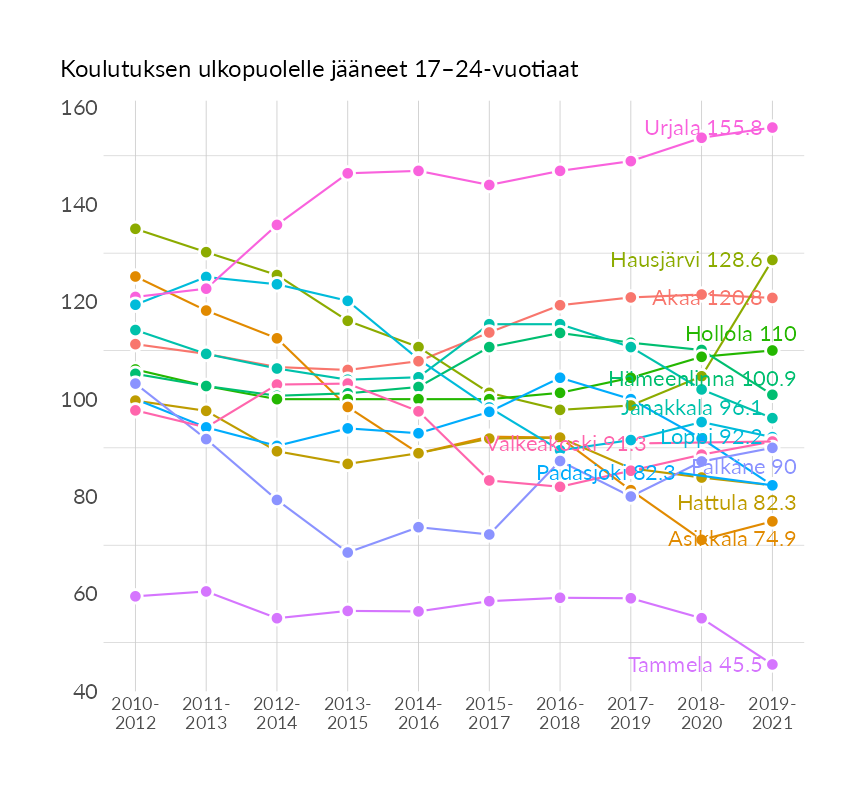 Koulutuksen ulkopuolelle jääneet 17–24-vuotiaat
160
140
120
100
80
60
40
Urjala 155.8
Hausjärvi 128.6
Akaa 120.8
Hollola 110
Hämeenlinna 100.9
Janakkala 96.1
Loppi 92.2
Valkeakoski 91.3
Pälkäne 90
Padasjoki 82.3
Hattula 82.3
Asikkala 74.9
Tammela 45.5
2010- 2011- 2012- 2013- 2014- 2015- 2016- 2017- 2018- 2019-
2012 2013 2014 2015 2016 2017 2018 2019 2020 2021